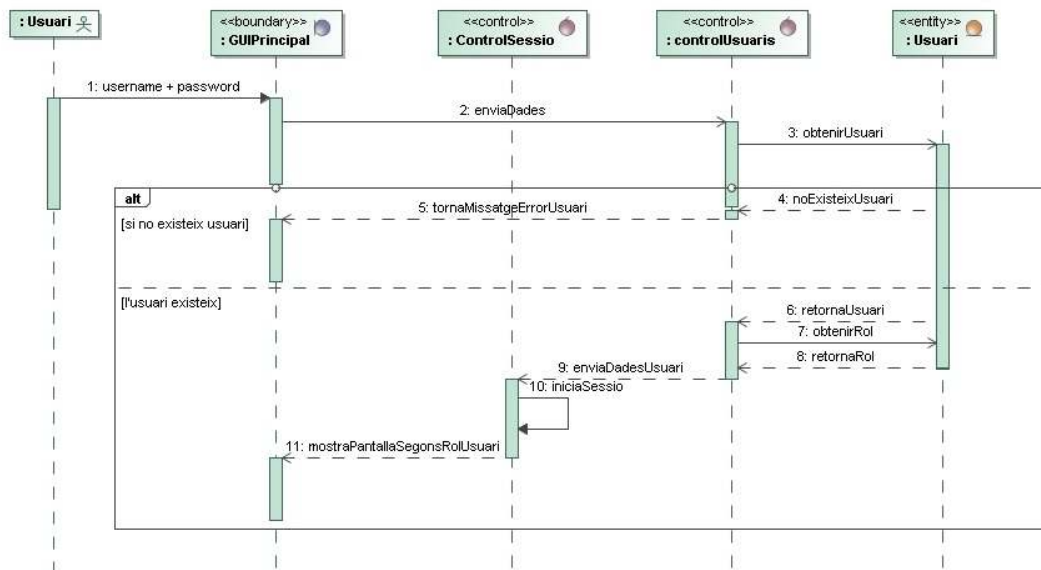 : Usuari
<<boundary>>
: GUIPrincipal
<<control>>
: ControlSessio
<<control>>
: controlUsuaris
<<entity>>
: Usuari
1: username + password
2: enviaDades
3: obtenirUsuari
alt
4: noExisteixUsuari
5: tornaMissatgeErrorUsuari
[si no existeix usuari]
[l'usuari existeix]
6: retornaUsuari
7: obtenirRol
8: retornaRol
9: enviaDadesUsuari
10: iniciaSessio
11: mostraPantallaSegonsRolUsuari